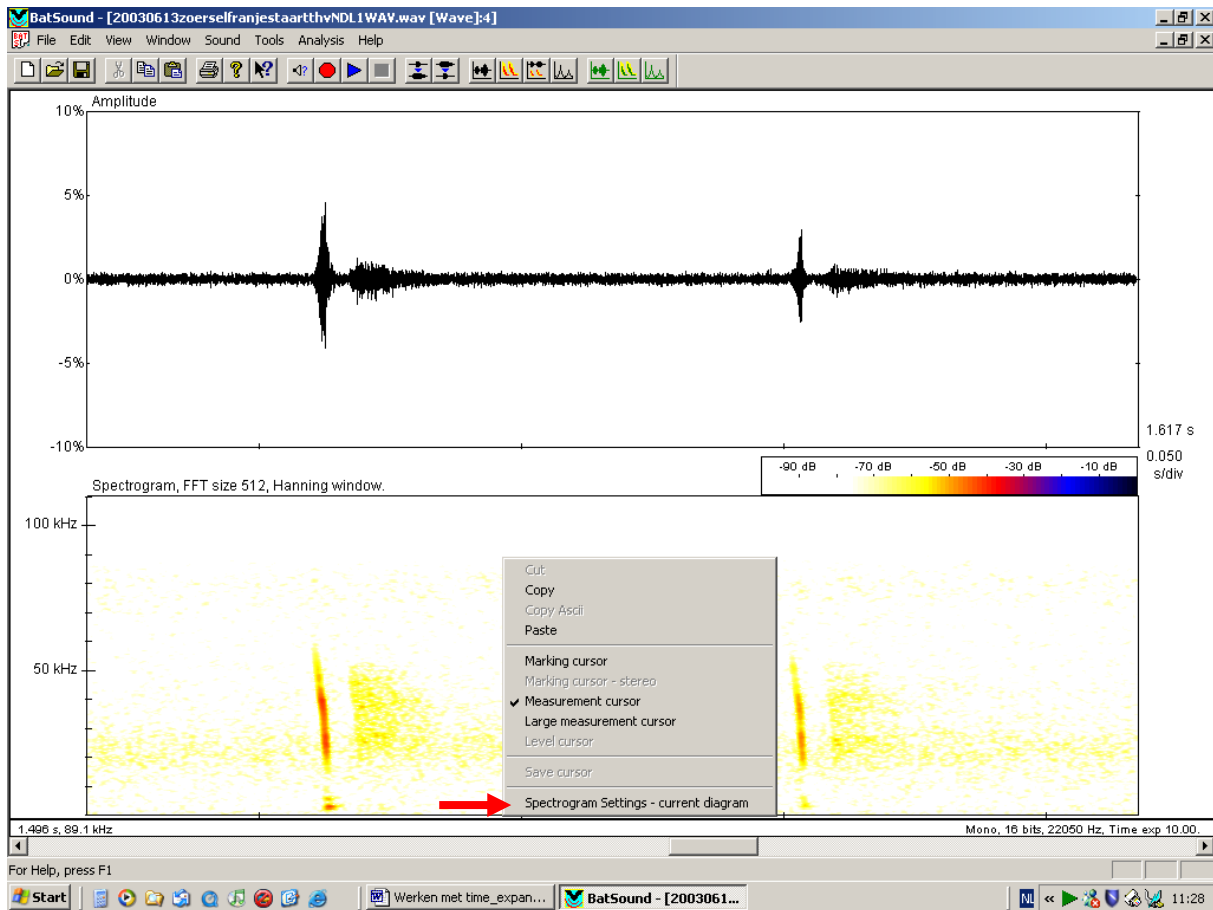 BatSound - [20030613zoerselfranjestaartthvNDL1WAV.wav [Wave]:4]
File Edit View Window Sound Tools Analysis Help
Amplitude
10%
5%
0%
-5%
-10%
1.617 s
0.050
s/div
-90 dB -70 dB -50 dB -30 dB -10 dB
Spectrogram, FFT size 512, Hanning window.
100 kHz
50 kHz
Cut
Copy
Copy Ascii
Paste
Marking cursor
Marking cursor - stereo
Measurement cursor
Large measurement cursor
Level cursor
Save cursor
Spectrogram Settings - current diagram
1.496 s, 89.1 kHz
Mono, 16 bits, 22050 Hz, Time exp 10.00.
For Help, press F1
Start
Werken met time_expan...
BatSound - [2003061...
NL
«
11:28